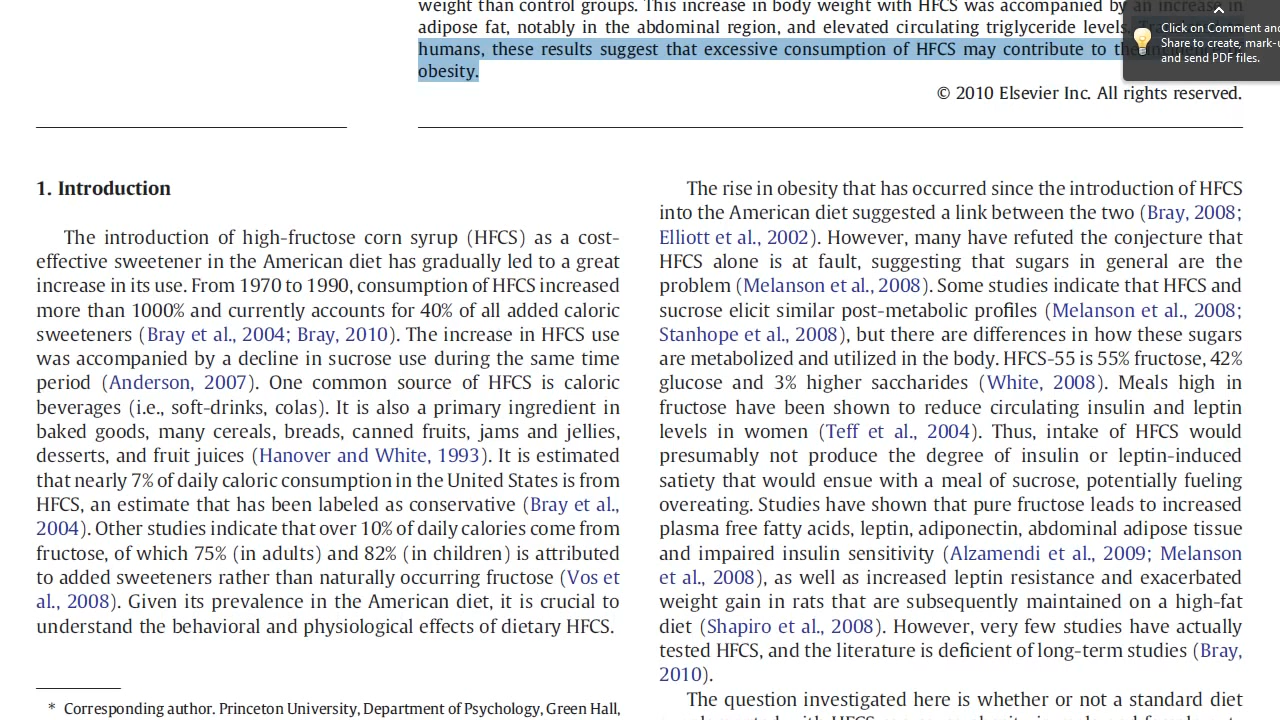 weight than control groups. This increase in body weight with HFCS was accompanied by an increase in
adipose fat, notably in the abdominal region, and elevated circulating triglyceride levels.
humans, these results suggest that excessive consumption of HFCS may contribute to the
obesity.
Click on Comment and
Share to create, mark-u
and send PDF files.
© 2010 Elsevier Inc. All rights reserved.
1. Introduction
The introduction of high-fructose corn syrup (HFCS) as a cost-
effective sweetener in the American diet has gradually led to a great
increase in its use. From 1970 to 1990, consumption of HFCS increased
more than 1000% and currently accounts for 40% of all added caloric
sweeteners (Bray et al., 2004; Bray, 2010). The increase in HFCS use
was accompanied by a decline in sucrose use during the same time
period (Anderson, 2007). One common source of HFCS is caloric
beverages (i.e., soft-drinks, colas). It is also a primary ingredient in
baked goods, many cereals, breads, canned fruits, jams and jellies,
desserts, and fruit juices (Hanover and White, 1993). It is estimated
that nearly 7% of daily caloric consumption in the United States is from
HFCS, an estimate that has been labeled as conservative (Bray et al.,
2004). Other studies indicate that over 10% of daily calories come from
fructose, of which 75% (in adults) and 82% (in children) is attributed
to added sweeteners rather than naturally occurring fructose (Vos et
al., 2008). Given its prevalence in the American diet, it is crucial to
understand the behavioral and physiological effects of dietary HFCS.
* Corresponding author. Princeton University, Department of Psychology, Green Hall,
The rise in obesity that has occurred since the introduction of HFCS
into the American diet suggested a link between the two (Bray, 2008;
Elliott et al., 2002). However, many have refuted the conjecture that
HFCS alone is at fault, suggesting that sugars in general are the
problem (Melanson et al., 2008). Some studies indicate that HFCS and
sucrose elicit similar post-metabolic profiles (Melanson et al., 2008;
Stanhope et al., 2008), but there are differences in how these sugars
are metabolized and utilized in the body. HFCS-55 is 55% fructose, 42%
glucose and 3% higher saccharides (White, 2008). Meals high in
fructose have been shown to reduce circulating insulin and leptin
levels in women (Teff et al., 2004). Thus, intake of HFCS would
presumably not produce the degree of insulin or leptin-induced
satiety that would ensue with a meal of sucrose, potentially fueling
overeating. Studies have shown that pure fructose leads to increased
plasma free fatty acids, leptin, adiponectin, abdominal adipose tissue
and impaired insulin sensitivity (Alzamendi et al., 2009; Melanson
et al., 2008), as well as increased leptin resistance and exacerbated
weight gain in rats that are subsequently maintained on a high-fat
diet (Shapiro et al., 2008). However, very few studies have actually
tested HFCS, and the literature is deficient of long-term studies (Bray,
2010).
The question investigated here is whether or not a standard diet